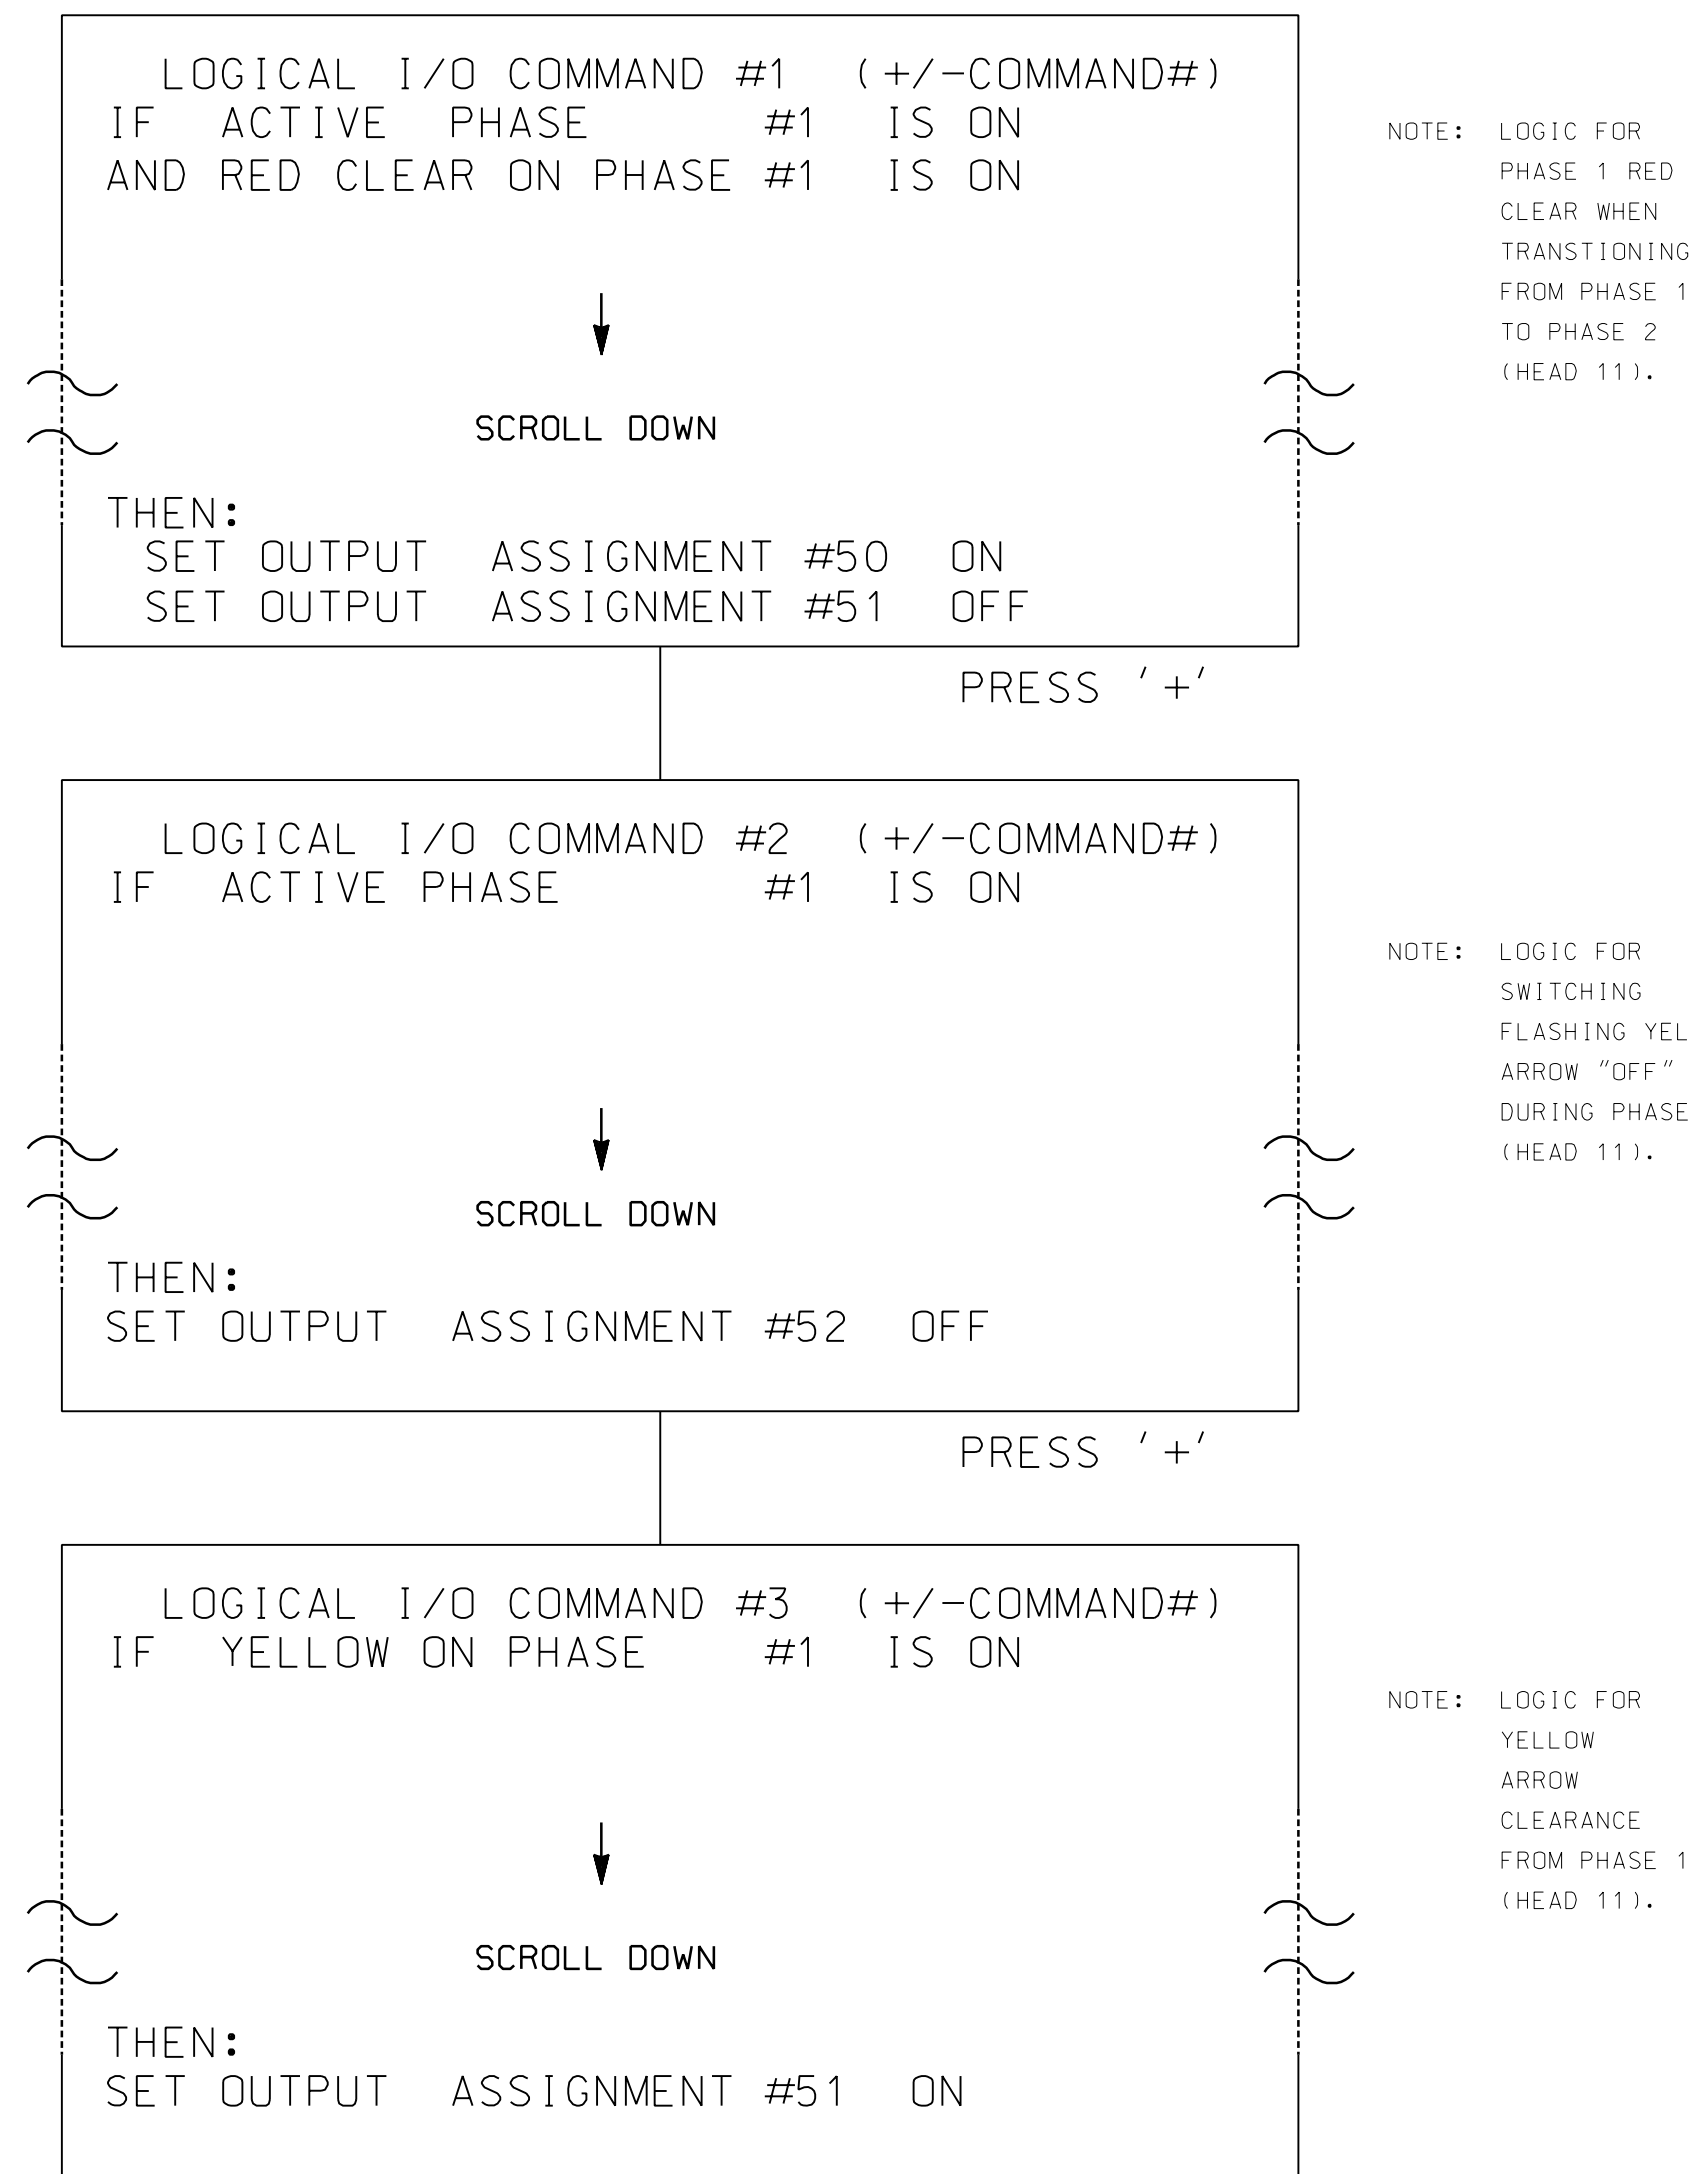 LOGICAL I/O COMMAND #1 (+/-COMMAND#)
IF ACTIVE PHASE #1 IS ON
AND RED CLEAR ON PHASE #1 IS ON
SCROLL DOWN
THEN:
SET OUTPUT ASSIGNMENT #50 ON
SET OUTPUT ASSIGNMENT #51 OFF
NOTE: LOGIC FOR
PHASE 1 RED
CLEAR WHEN
TRANSTIONING
FROM PHASE 1
TO PHASE 2
(HEAD 11).
PRESS '+'
LOGICAL I/O COMMAND #2 (+/-COMMAND#)
IF ACTIVE PHASE #1 IS ON
SCROLL DOWN
THEN:
SET OUTPUT ASSIGNMENT #52 OFF
NOTE: LOGIC FOR
SWITCHING
FLASHING YEL
ARROW "OFF"
DURING PHASE
(HEAD 11).
PRESS '+'
LOGICAL I/O COMMAND #3 (+/-COMMAND#)
IF YELLOW ON PHASE #1 IS ON
SCROLL DOWN
THEN:
SET OUTPUT ASSIGNMENT #51 ON
NOTE: LOGIC FOR
YELLOW
ARROW
CLEARANCE
FROM PHASE 1
(HEAD 11).